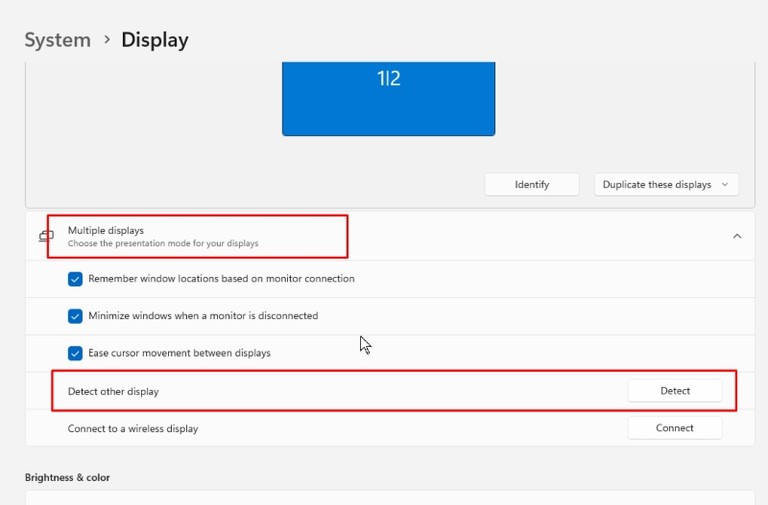 System > Display
1|2
Identify
Duplicate these displays
Multiple displays
Choose the presentation mode for your displays
Remember window locations based on monitor connection
Minimize windows when a monitor is disconnected
Ease cursor movement between displays
Detect other display
Detect
Connect to a wireless display
Connect
Brightness & color